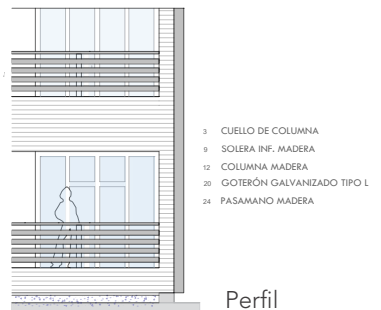 3 CUELLO DE COLUMNA
9 SOLERA INF. MADERA
12 COLUMNA MADERA
20 GOTERÓN GALVANIZADO TIPO L
24 PASAMANO MADERA
Perfil